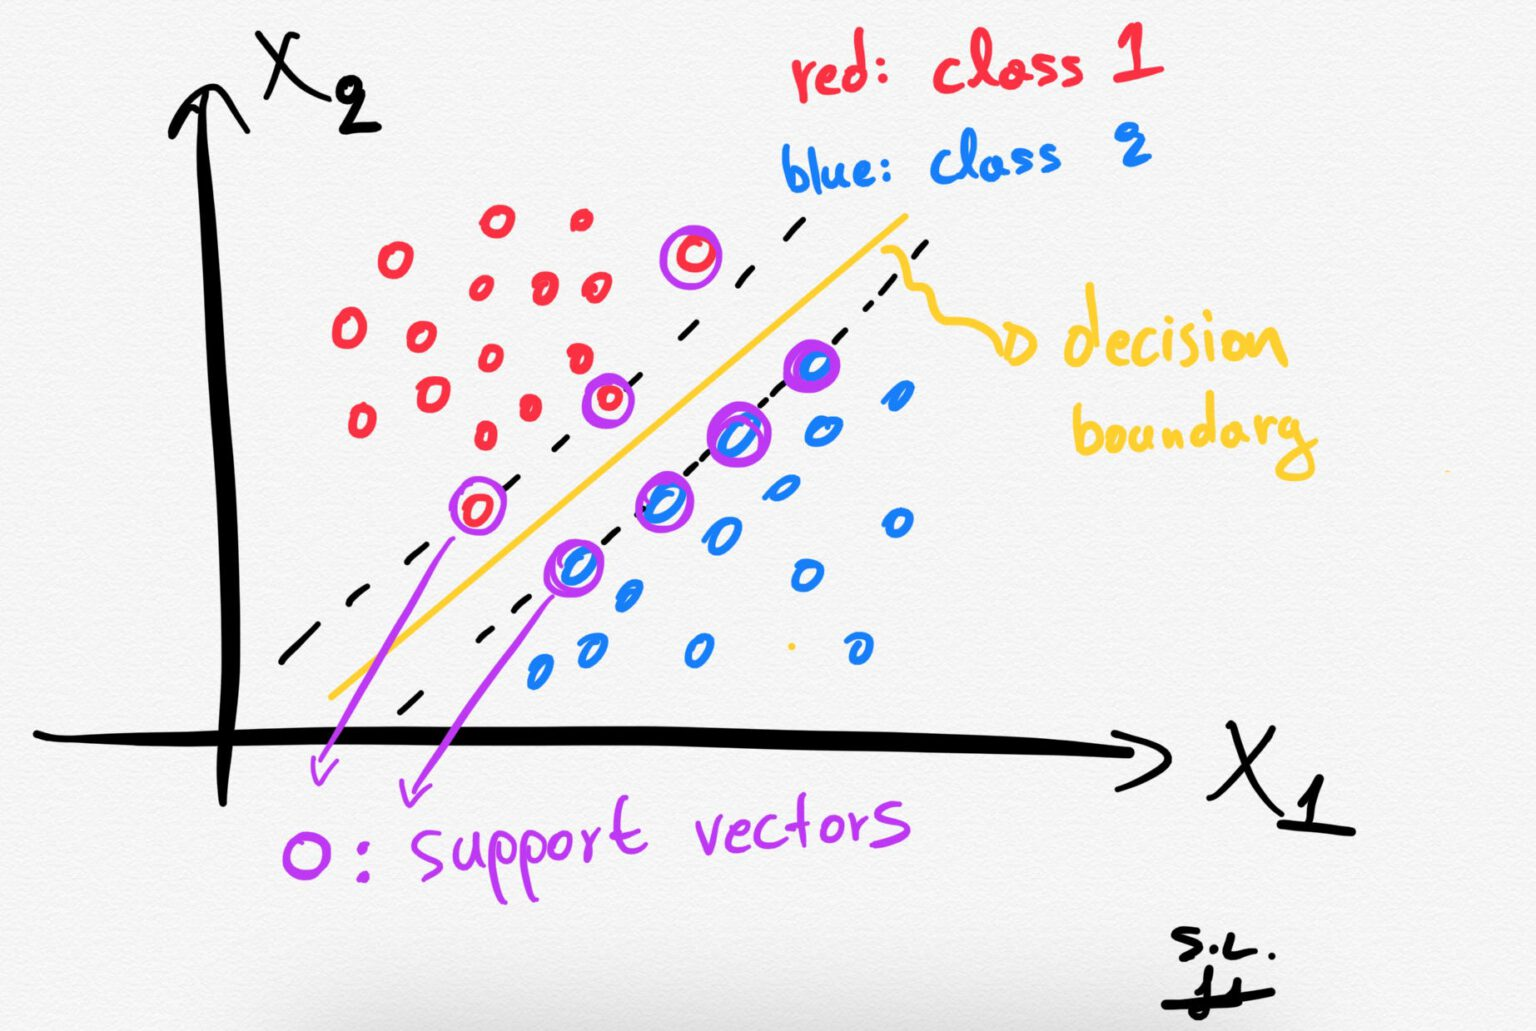 X2
red: class 1
blue: class 2
decision
boundary
X1
O: support vectors
S.L.